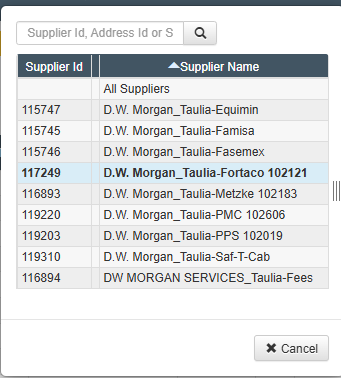 Supplier Id, Address Id or S
Supplier Id Supplier Name
All Suppliers
115747 D.W. Morgan_Taulia-Equimin
115745 D.W. Morgan_Taulia-Famisa
115746 D.W. Morgan_Taulia-Fasemex
117249 D.W. Morgan_Taulia-Fortaco 102121
116893 D.W. Morgan_Taulia-Metzke 102183
119220 D.W. Morgan_Taulia-PMC 102606
119203 D.W. Morgan_Taulia-PPS 102019
119310 D.W. Morgan_Taulia-Saf-T-Cab
116894 DW MORGAN SERVICES_Taulia-Fees
Cancel